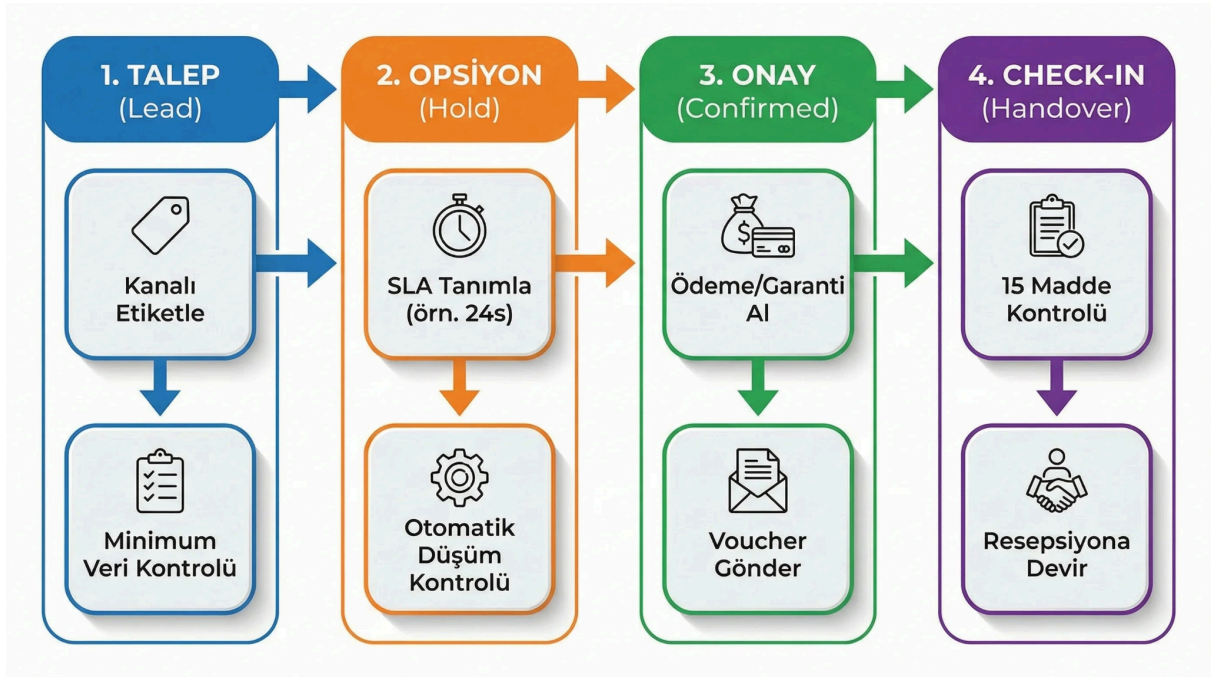 1. TALEP
(Lead)
Kanalı
Etiketle
Minimum
Veri Kontrolü
2. OPSİYON
(Hold)
SLA Tanımla
(örn. 24s)
Otomatik
Düşüm
Kontrolü
3. ONAY
(Confirmed)
$
Ödeme/Garanti
Al
Voucher
Gönder
4. CHECK-IN
(Handover)
15 Madde
Kontrolü
Resepsiyona
Devir